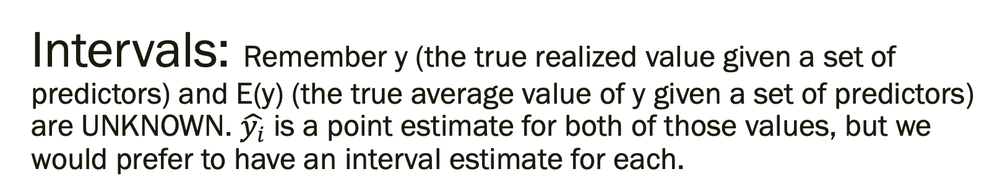 Intervals: Remember y (the true realized value given a set of
predictors) and E(y) (the true average value of y given a set of predictors)
are UNKNOWN. $\widehat{y}_i$ is a point estimate for both of those values, but we
would prefer to have an interval estimate for each.